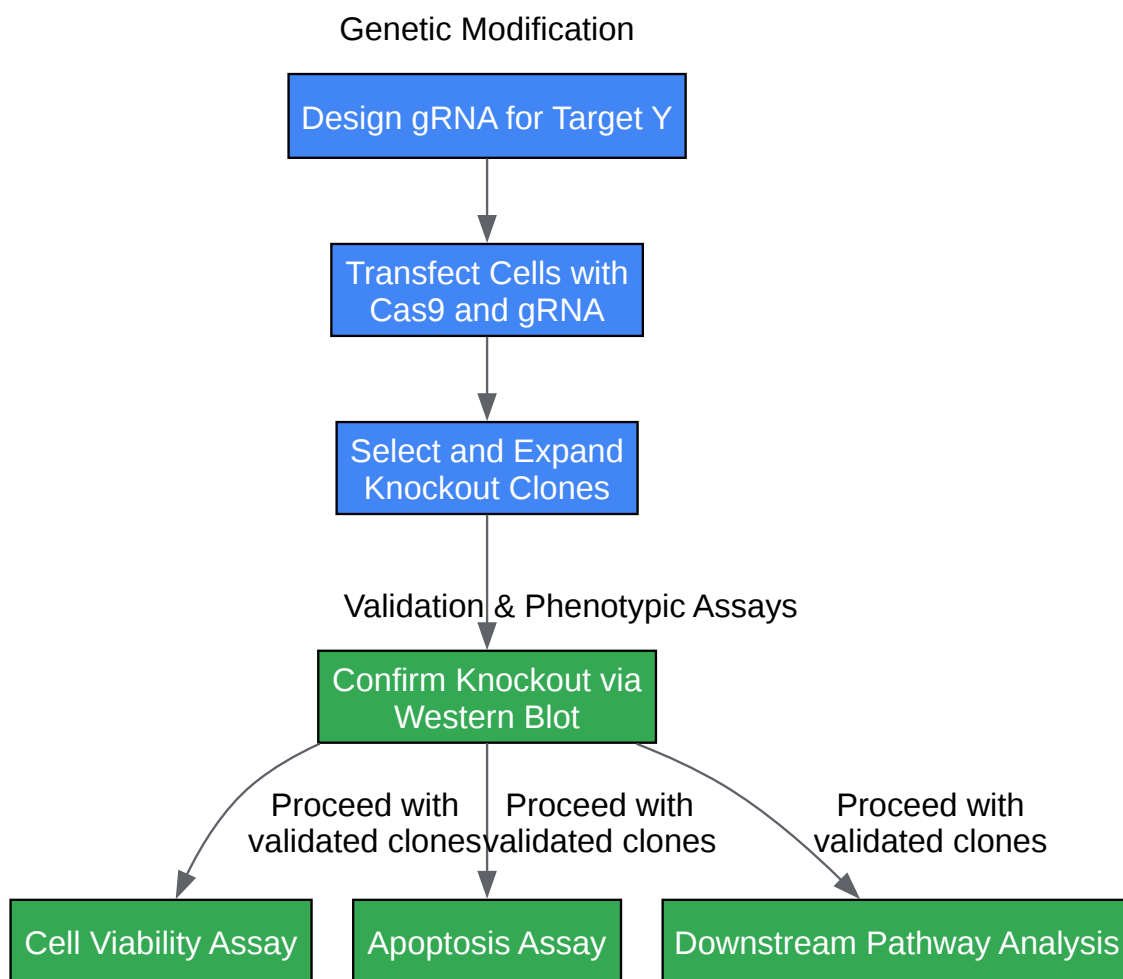 Genetic Modification
Design gRNA for Target Y
Transfect Cells with
Cas9 and gRNA
Select and Expand
Knockout Clones
Validation & Phenotypic Assays
Confirm Knockout via
Western Blot
Proceed with
validated clones
Proceed with
validated clones
Proceed with
validated clones
Cell Viability Assay
Apoptosis Assay
Downstream Pathway Analysis